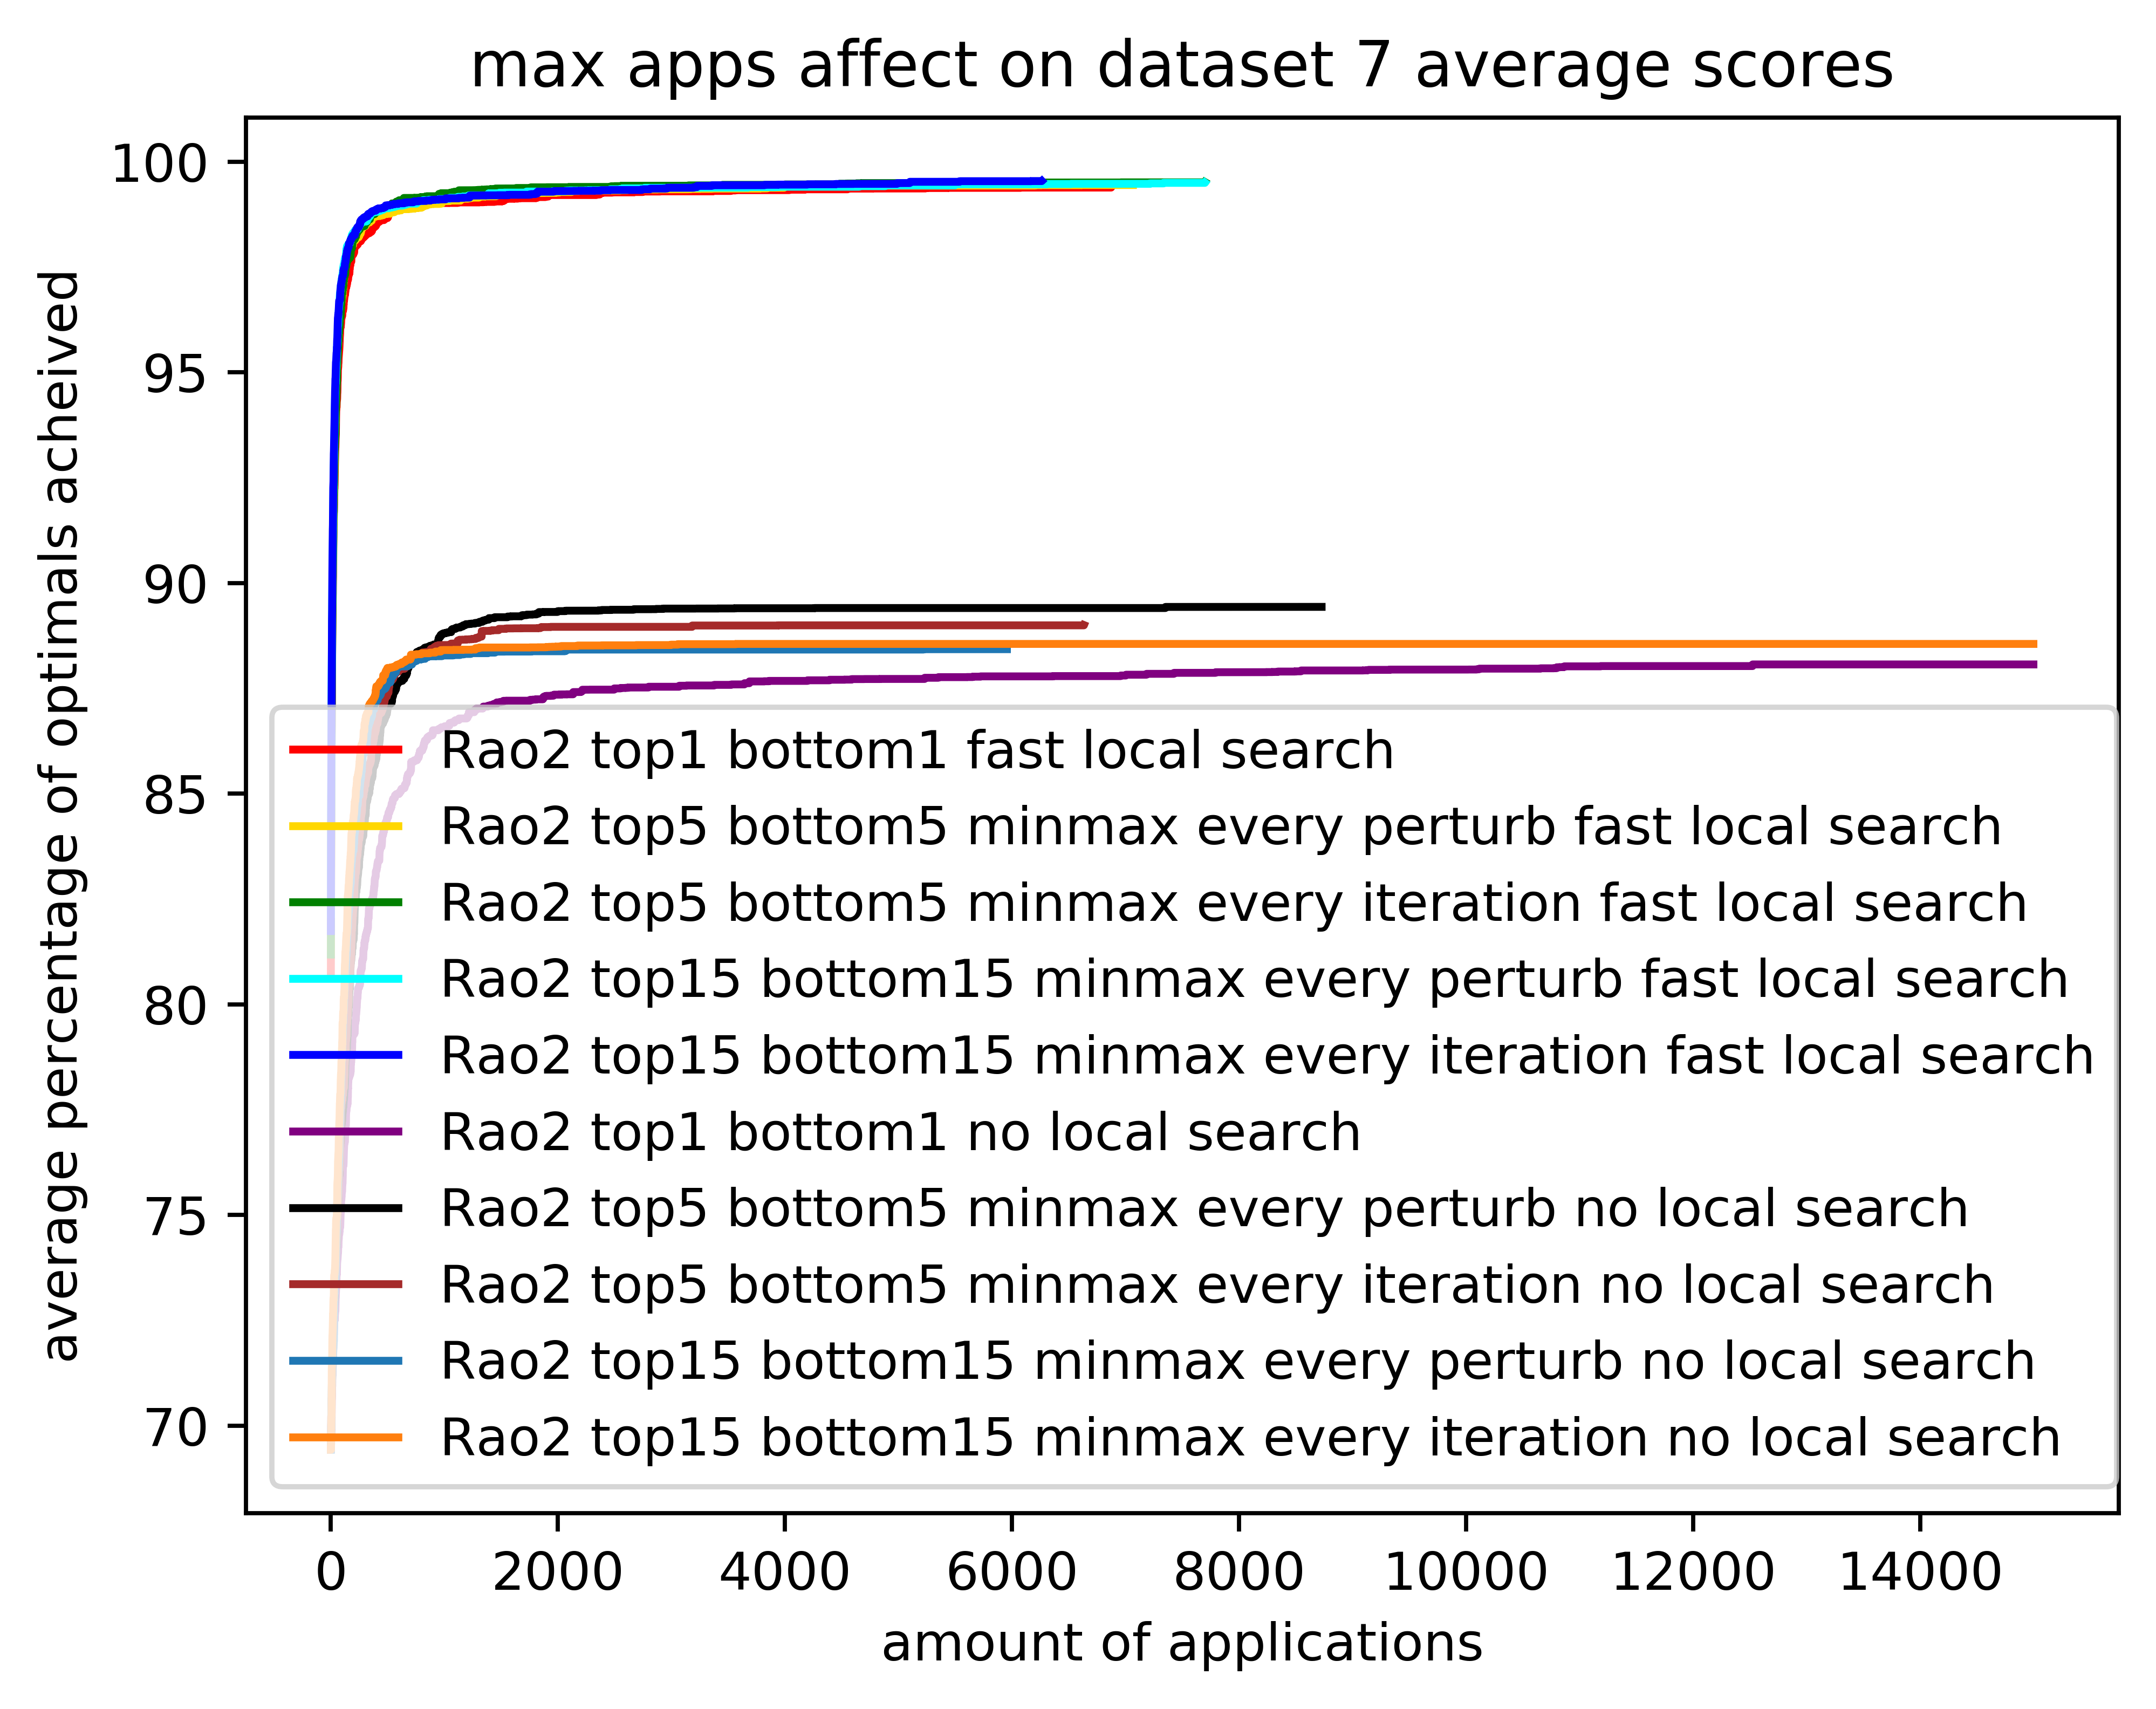 max apps affect on dataset 7 average scores
average percentage of optimals acheived
100
95
90
85
80
75
70
Rao2 top1 bottom1 fast local search
Rao2 top5 bottom5 minmax every perturb fast local search
Rao2 top5 bottom5 minmax every iteration fast local search
Rao2 top15 bottom15 minmax every perturb fast local search
Rao2 top15 bottom15 minmax every iteration fast local search
Rao2 top1 bottom1 no local search
Rao2 top5 bottom5 minmax every perturb no local search
Rao2 top5 bottom5 minmax every iteration no local search
Rao2 top15 bottom15 minmax every perturb no local search
Rao2 top15 bottom15 minmax every iteration no local search
0 2000 4000 6000 8000 10000 12000 14000
amount of applications